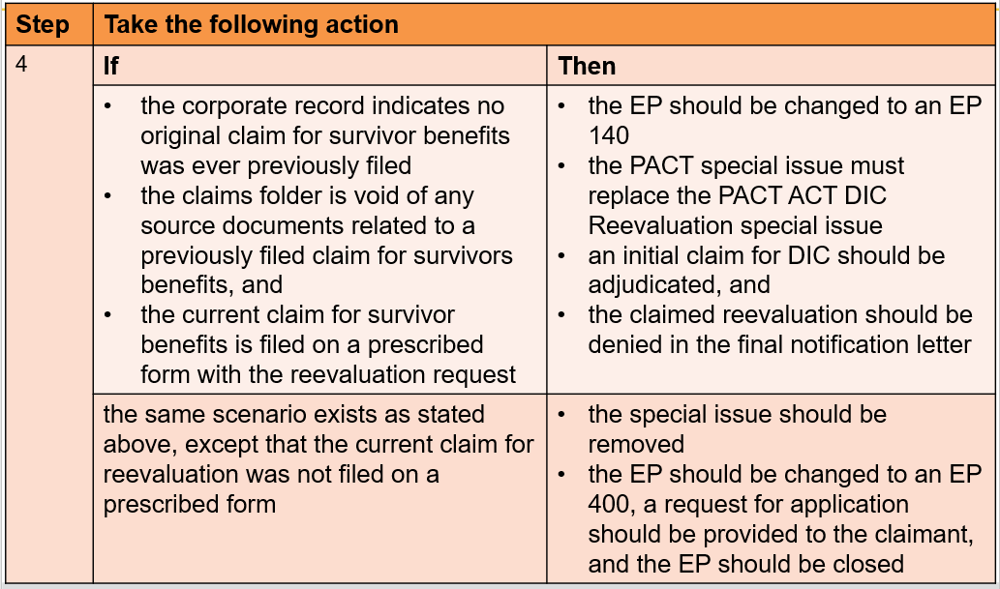 Step
Take the following action
4
If
Then
• the corporate record indicates no
original claim for survivor benefits
was ever previously filed
• the claims folder is void of any
source documents related to a
previously filed claim for survivors
benefits, and
• the current claim for survivor
benefits is filed on a prescribed
form with the reevaluation request
• the EP should be changed to an EP
140
• the PACT special issue must
replace the PACT ACT DIC
Reevaluation special issue
• an initial claim for DIC should be
adjudicated, and
• the claimed reevaluation should be
denied in the final notification letter
the same scenario exists as stated
above, except that the current claim for
reevaluation was not filed on a
prescribed form
• the special issue should be
removed
• the EP should be changed to an EP
400, a request for application
should be provided to the claimant,
and the EP should be closed